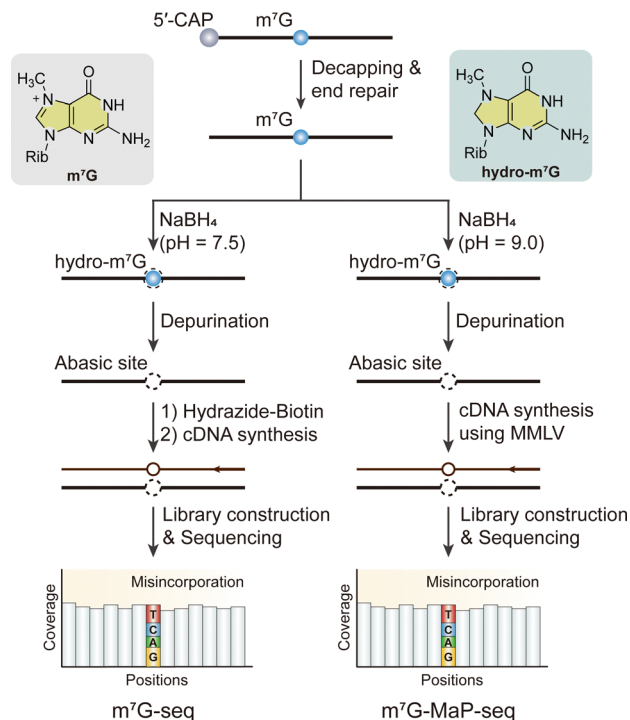 5′-CAP
m⁷G
Decapping &
end repair
H₃C
O
N
+
NH
N
N
NH₂
Rib
m⁷G
m⁷G
H₃C
O
N
NH
N
N
NH₂
Rib
hydro-m⁷G
NaBH₄
(pH = 7.5)
NaBH₄
(pH = 9.0)
hydro-m⁷G
hydro-m⁷G
Depurination
Depurination
Abasic site
Abasic site
1) Hydrazide-Biotin
2) cDNA synthesis
cDNA synthesis
using MMLV
Library construction
& Sequencing
Library construction
& Sequencing
Misincorporation
Coverage
T
C
A
G
Positions
m⁷G-seq
Misincorporation
Coverage
T
C
A
G
Positions
m⁷G-MaP-seq